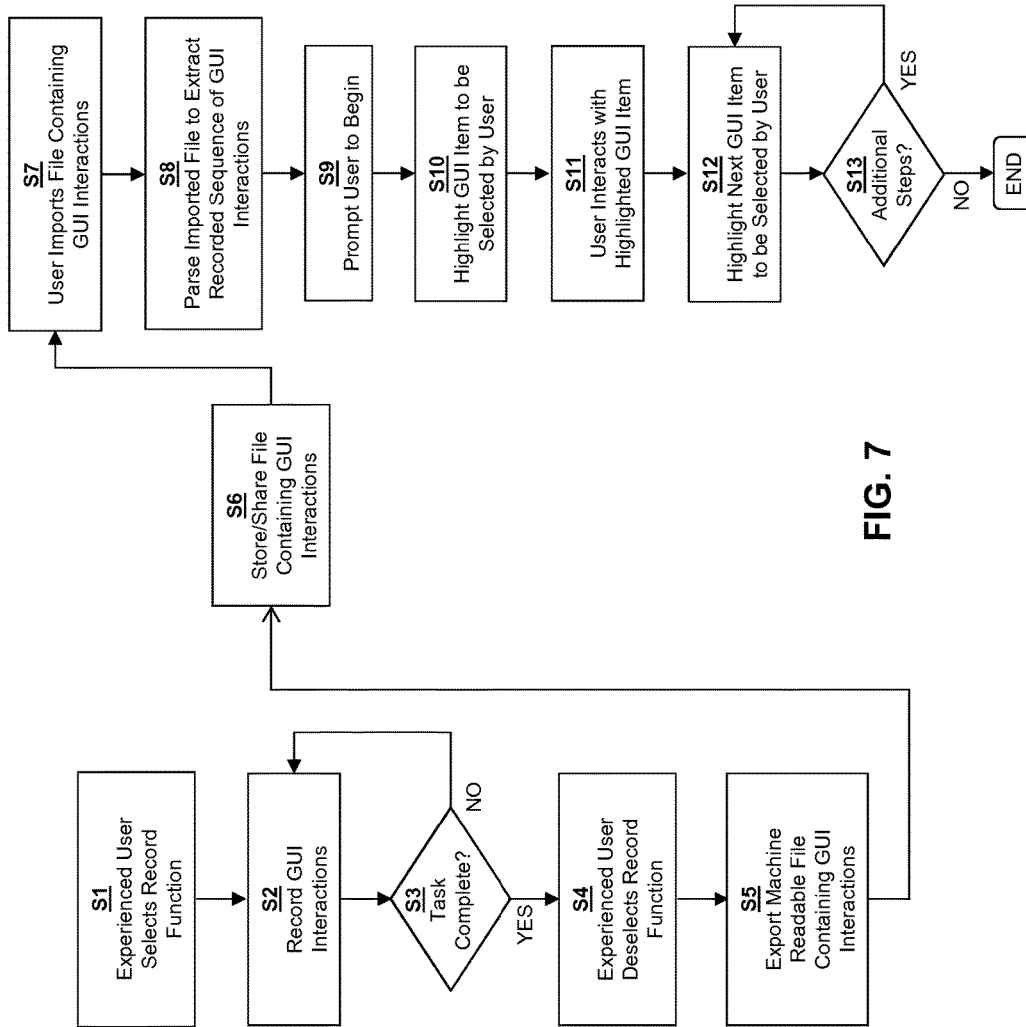 S1
Experienced User
Selects Record
Function
S2
Record GUI
Interactions
S3
Task
Complete?
NO
YES
S4
Experienced User
Deselects Record
Function
S5
Export Machine
Readable File
Containing GUI
Interactions
S6
Store/Share File
Containing GUI
Interactions
S7
User Imports File Containing
GUI Interactions
S8
Parse Imported File to Extract
Recorded Sequence of GUI
Interactions
S9
Prompt User to Begin
S10
Highlight GUI Item to be
Selected by User
S11
User Interacts with
Highlighted GUI Item
S12
Highlight Next GUI Item
to be Selected by User
S13
Additional
Steps?
YES
NO
END
FIG. 7